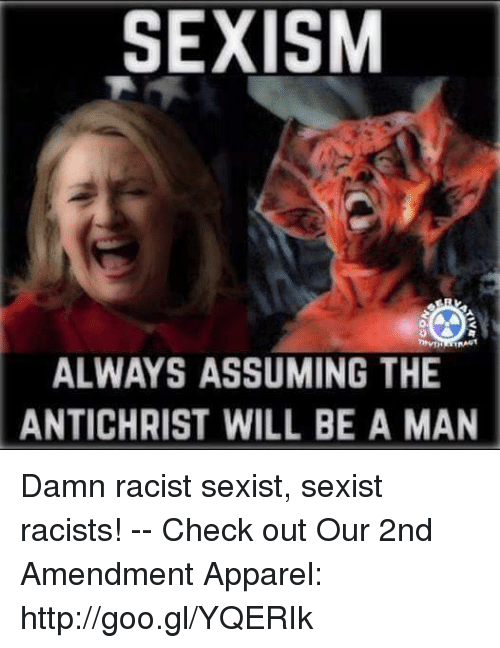 SEXISM
CONSERVATIVE
ALWAYS ASSUMING THE
ANTICHRIST WILL BE A MAN
Damn racist sexist, sexist
racists! -- Check out Our 2nd
Amendment Apparel:
http://goo.gl/YQERIk